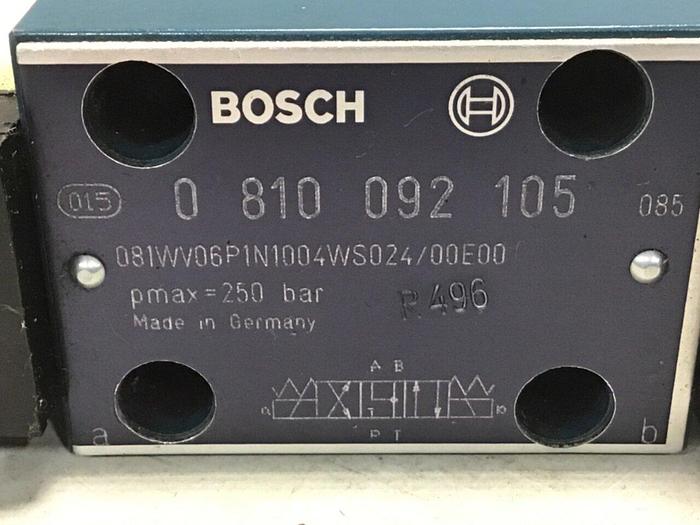 BOSCH
015 0 810 092 105 085
081WV06P1N1004WS024/00E00
pmax=250 bar R496
Made in Germany
A B
a b
P T
a b